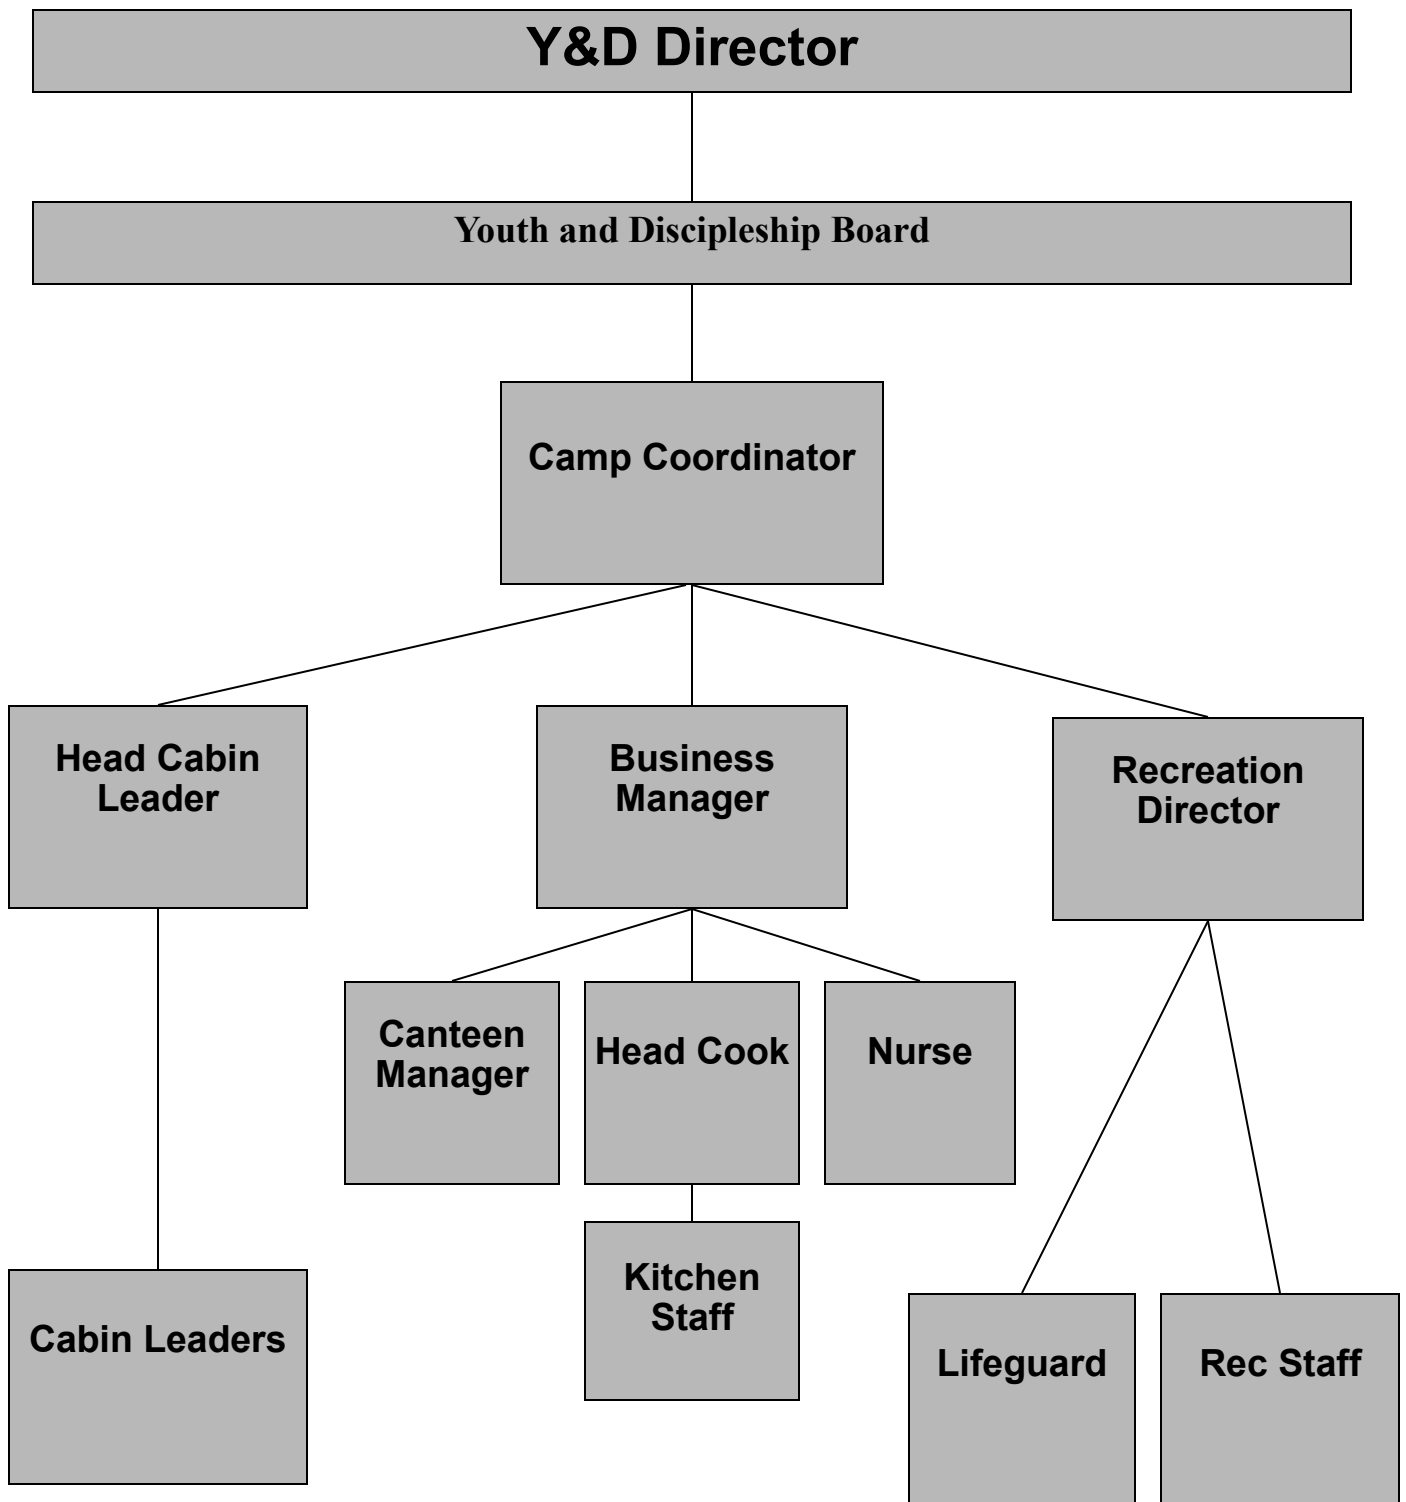 Y&D Director
Youth and Discipleship Board
Camp Coordinator
Head Cabin
Leader
Business
Manager
Recreation
Director
Canteen
Manager
Head Cook
Nurse
Kitchen
Staff
Cabin Leaders
Lifeguard
Rec Staff